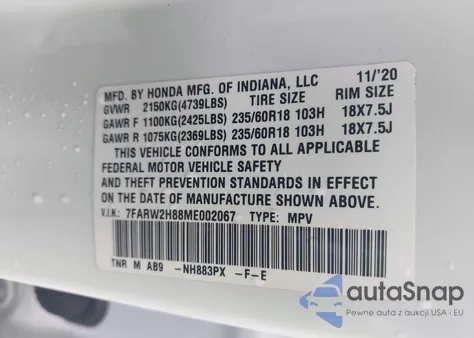 MFD. BY HONDA MFG. OF INDIANA, LLC 11/'20
GVWR 2150KG(4739LBS) TIRE SIZE RIM SIZE
GAWR F 1100KG(2425LBS) 235/60R18 103H 18X7.5J
GAWR R 1075KG(2369LBS) 235/60R18 103H 18X7.5J
THIS VEHICLE CONFORMS TO ALL APPLICABLE
FEDERAL MOTOR VEHICLE SAFETY
AND THEFT PREVENTION STANDARDS IN EFFECT
ON THE DATE OF MANUFACTURE SHOWN ABOVE.
V.I.N: 7FARW2H88ME002067 TYPE: MPV
TNR M AB9 -NH883PX -F-E
autoSnap
Pewne auta z aukcji USA - EU